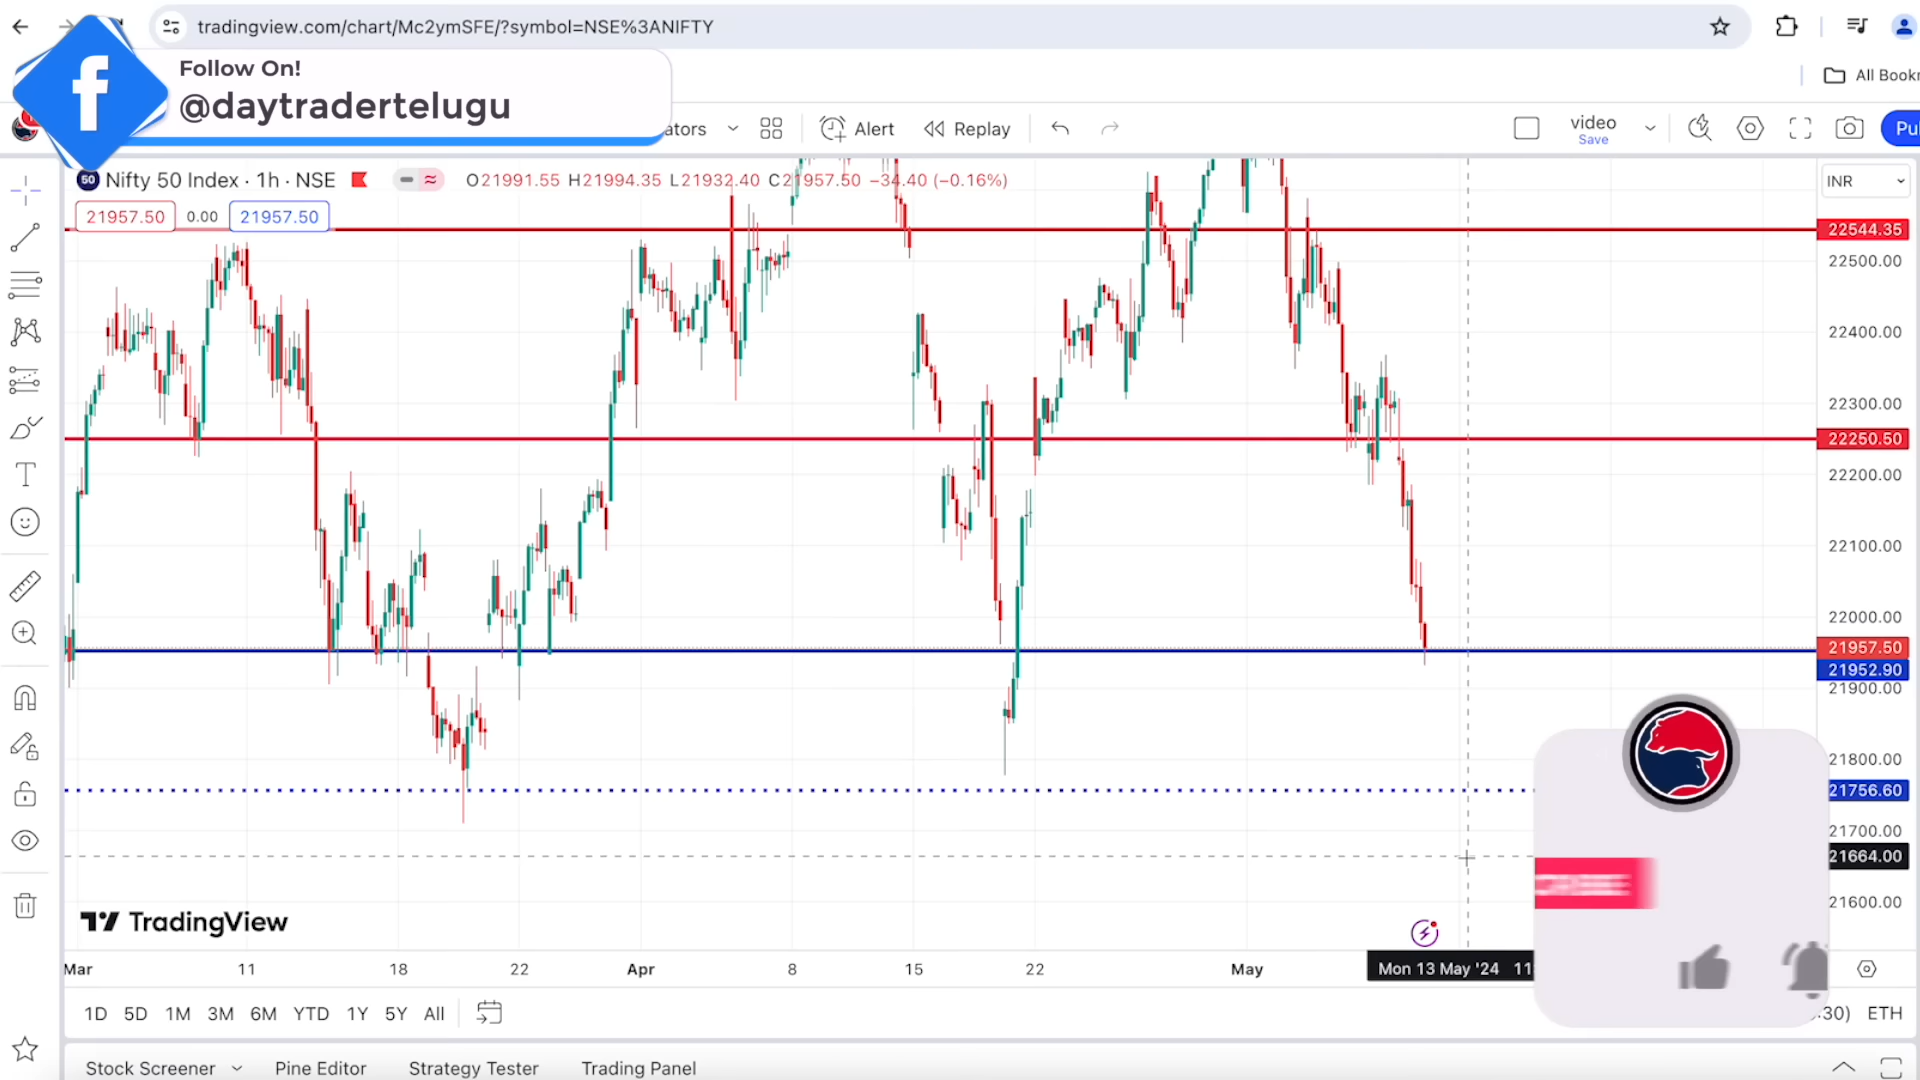 tradingview.com/chart/Mc2ymSFE/?symbol=NSE%3ANIFTY
All Bookr
Follow On!
@daytradertelugu
ators
Alert
Replay
video
Save
Pul
50 Nifty 50 Index · 1h · NSE
O21991.55 H21994.35 L21932.40 C21957.50 −34.40 (−0.16%)
INR
21957.50 0.00 21957.50
22544.35
22500.00
22400.00
22300.00
22250.50
22200.00
22100.00
22000.00
21957.50
21952.90
21900.00
21800.00
21756.60
21700.00
21664.00
21600.00
TradingView
Mar 11 18 22 Apr 8 15 22 May Mon 13 May '24 11
1D 5D 1M 3M 6M YTD 1Y 5Y All
:30) ETH
Stock Screener Pine Editor Strategy Tester Trading Panel